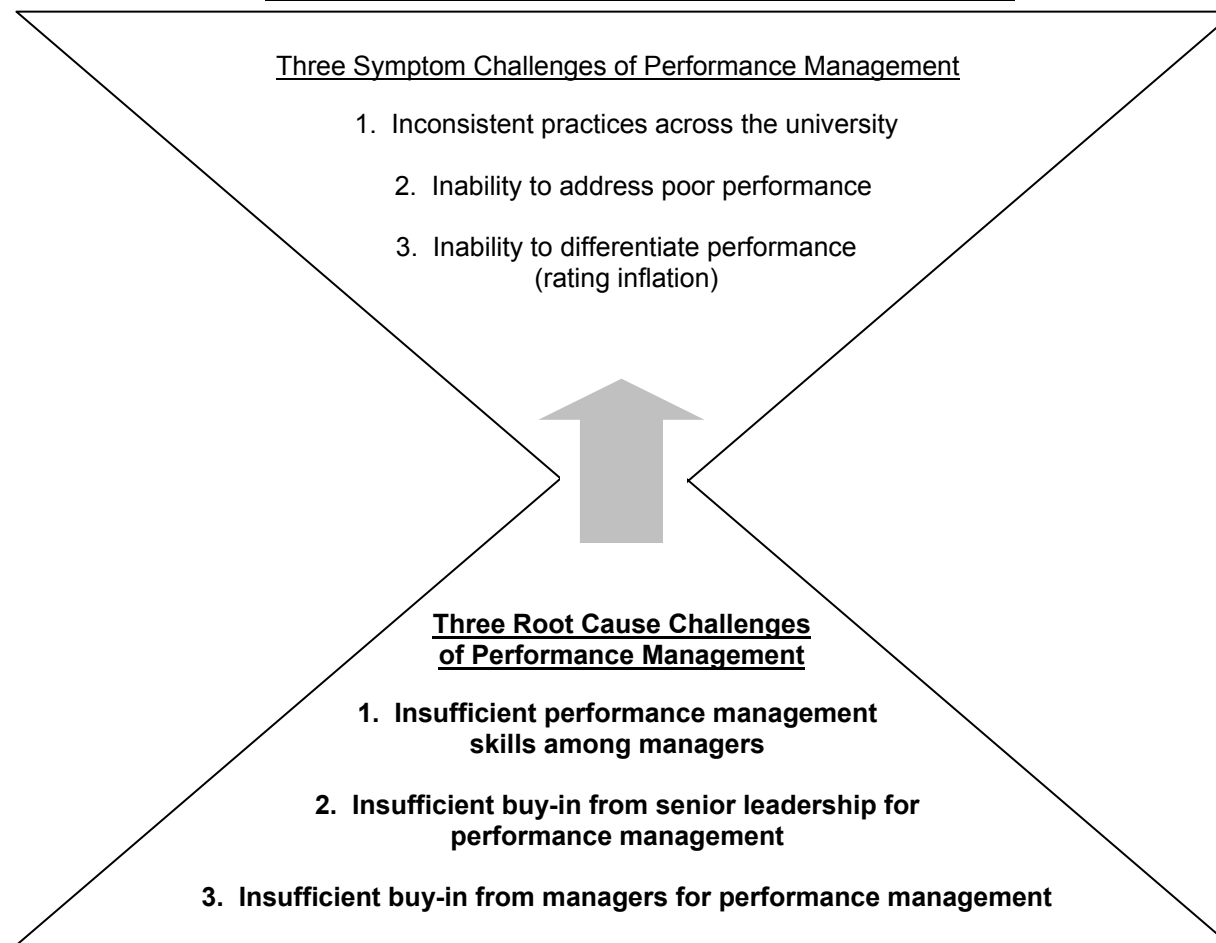 Three Symptom Challenges of Performance Management
1. Inconsistent practices across the university
2. Inability to address poor performance
3. Inability to differentiate performance
(rating inflation)
Three Root Cause Challenges
of Performance Management
1. Insufficient performance management
skills among managers
2. Insufficient buy-in from senior leadership for
performance management
3. Insufficient buy-in from managers for performance management